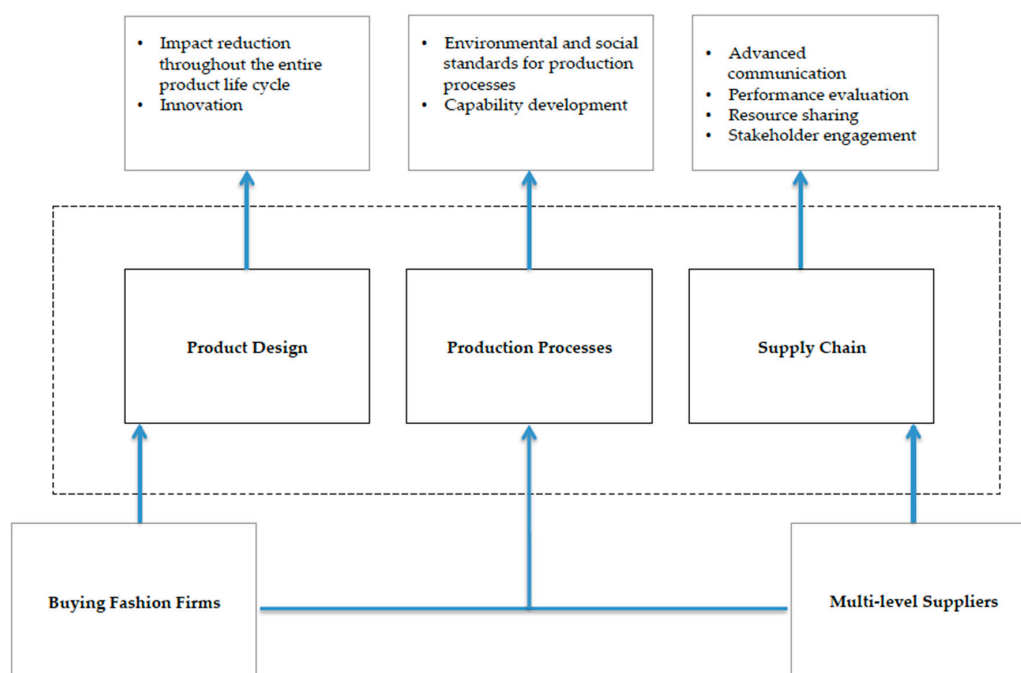 • Impact reduction
throughout the entire
product life cycle
• Innovation
• Environmental and social
standards for production
processes
• Capability development
• Advanced
communication
• Performance evaluation
• Resource sharing
• Stakeholder engagement
Product Design
Production Processes
Supply Chain
Buying Fashion Firms
Multi-level Suppliers